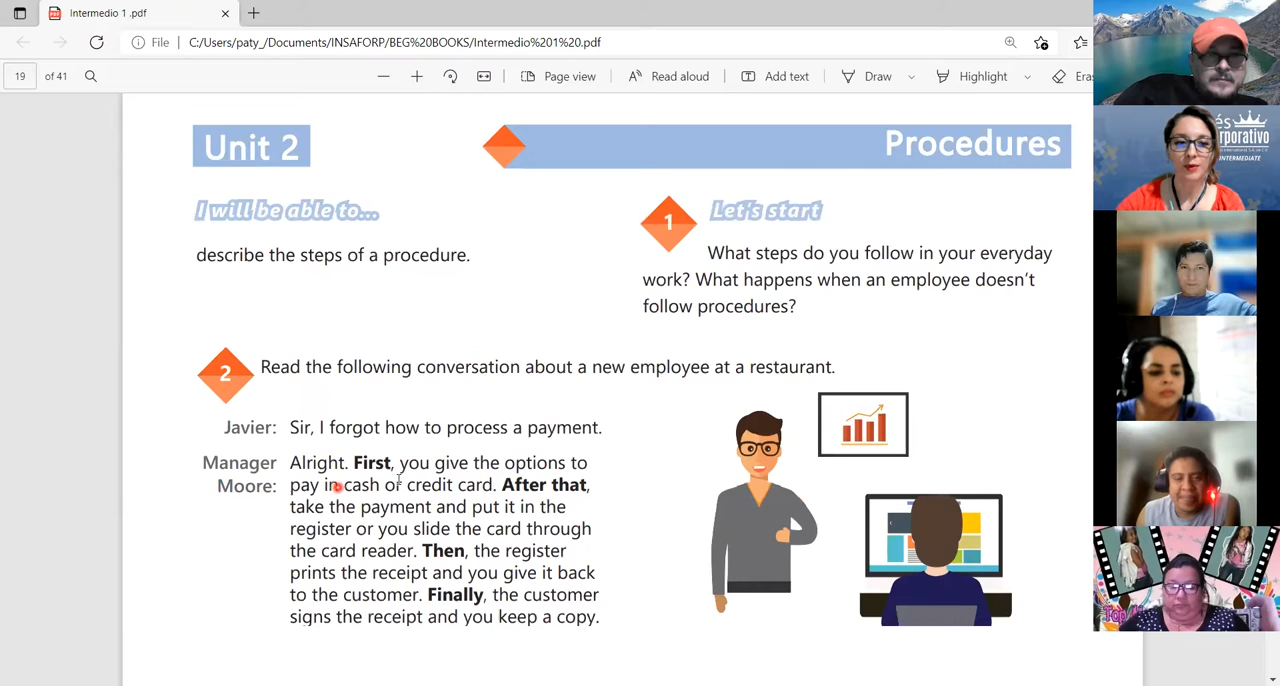 Intermedio 1 .pdf
File
C:/Users/paty_/Documents/INSAFORP/BEG%20BOOKS/Intermedio%201%20.pdf
19 of 41
Page view
Read aloud
Add text
Draw
Highlight
Unit 2
Procedures
I will be able to...
describe the steps of a procedure.
1
Let's start
What steps do you follow in your everyday
work? What happens when an employee doesn't
follow procedures?
2
Read the following conversation about a new employee at a restaurant.
Javier: Sir, I forgot how to process a payment.
Manager Alright. First, you give the options to
Moore: pay in cash or credit card. After that,
take the payment and put it in the
register or you slide the card through
the card reader. Then, the register
prints the receipt and you give it back
to the customer. Finally, the customer
signs the receipt and you keep a copy.
INTERMEDIATE